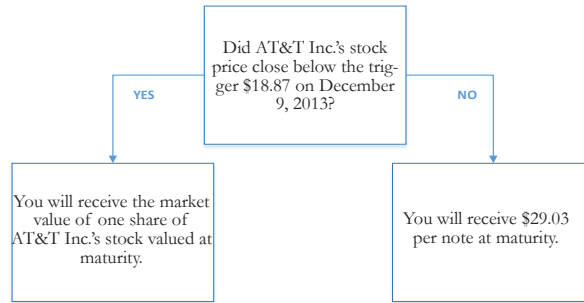 Did AT&T Inc.'s stock
price close below the trig-
ger $18.87 on December
9, 2013?
YES
NO
You will receive the market
value of one share of
AT&T Inc.'s stock valued at
maturity.
You will receive $29.03
per note at maturity.